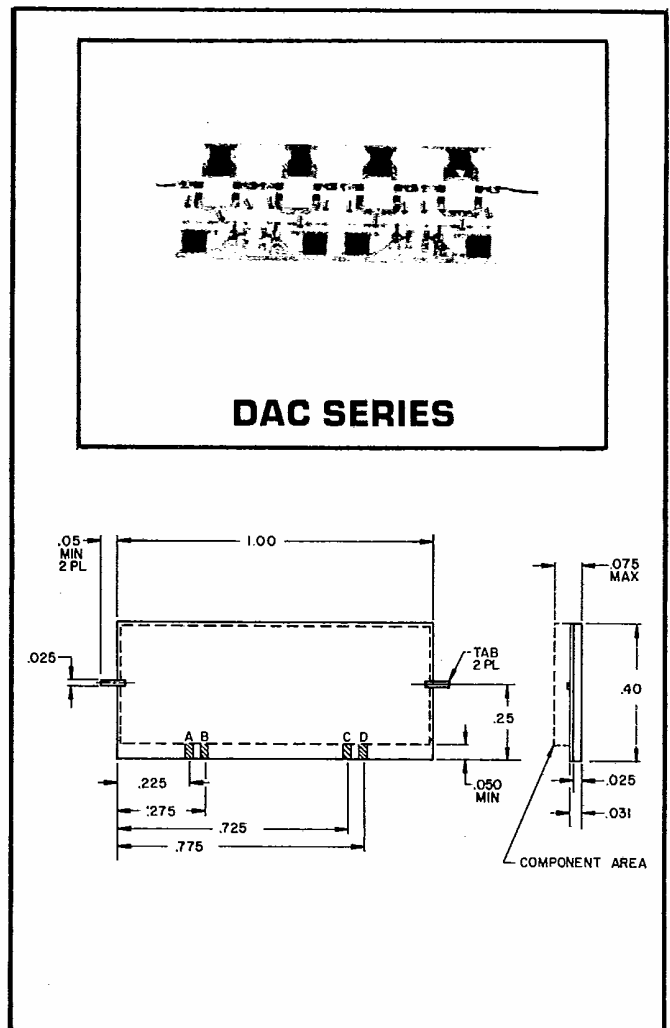 DAC SERIES
.05
MIN
2 PL
1.00
.075
MAX
.025
TAB
2 PL
.40
.25
A B C D
.225
.050
MIN
.025
.275
.031
.725
.775
COMPONENT AREA